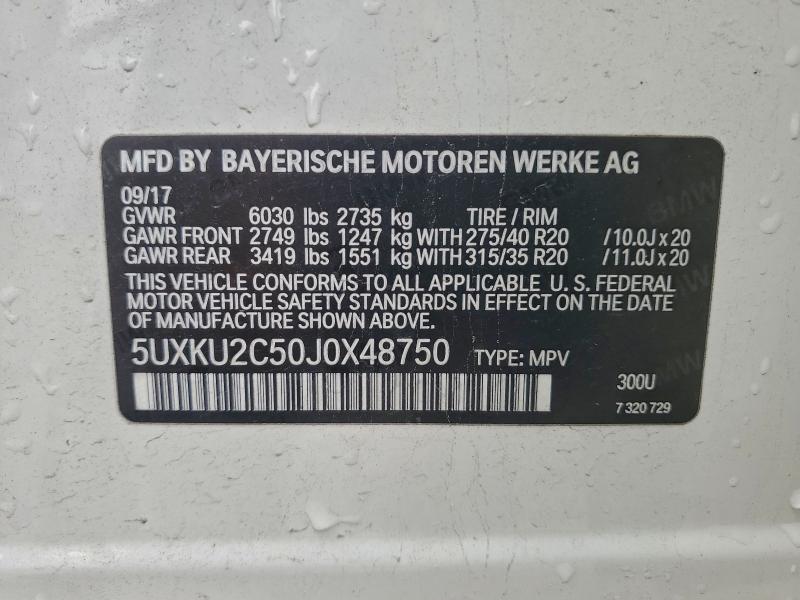 MFD BY BAYERISCHE MOTOREN WERKE AG
09/17
GVWR 6030 lbs 2735 kg TIRE / RIM
GAWR FRONT 2749 lbs 1247 kg WITH 275/40 R20 / 10.0J x 20
GAWR REAR 3419 lbs 1551 kg WITH 315/35 R20 / 11.0J x 20
THIS VEHICLE CONFORMS TO ALL APPLICABLE U. S. FEDERAL
MOTOR VEHICLE SAFETY STANDARDS IN EFFECT ON THE DATE
OF MANUFACTURE SHOWN ABOVE.
5UXKU2C50J0X48750 TYPE: MPV
300U
7 320 729